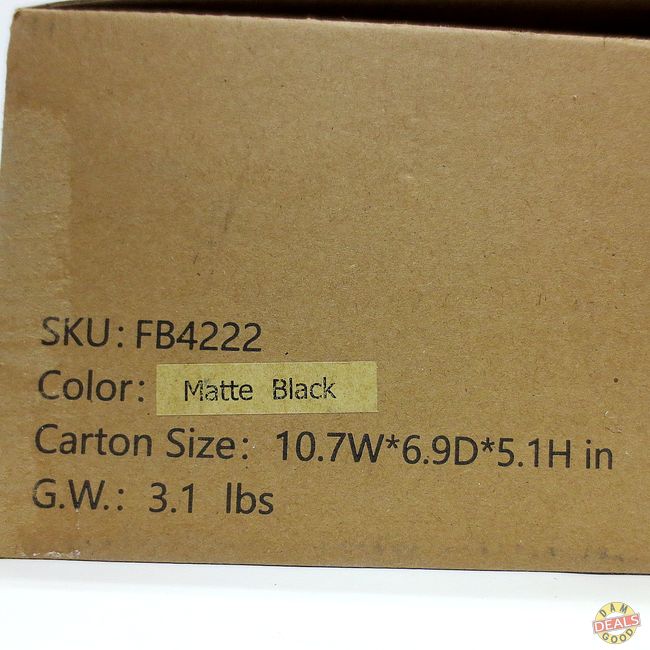 SKU: FB4222
Color: Matte Black
Carton Size: 10.7W*6.9D*5.1H in
G.W.: 3.1 lbs
DAM
DEALS
GOOD